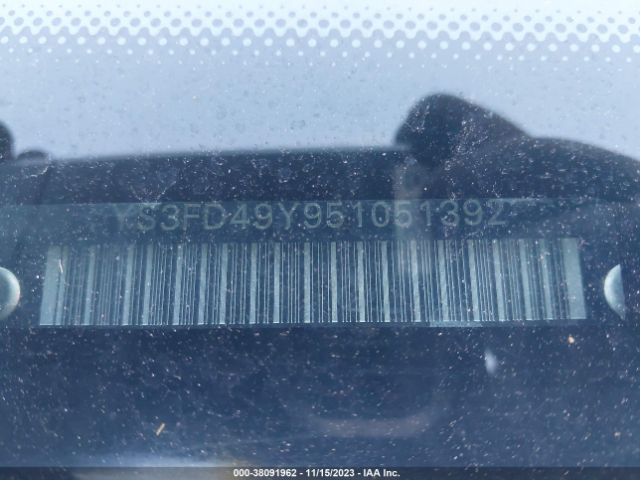 YS3FD49Y951051392
000-38091962 - 11/15/2023 - IAA Inc.